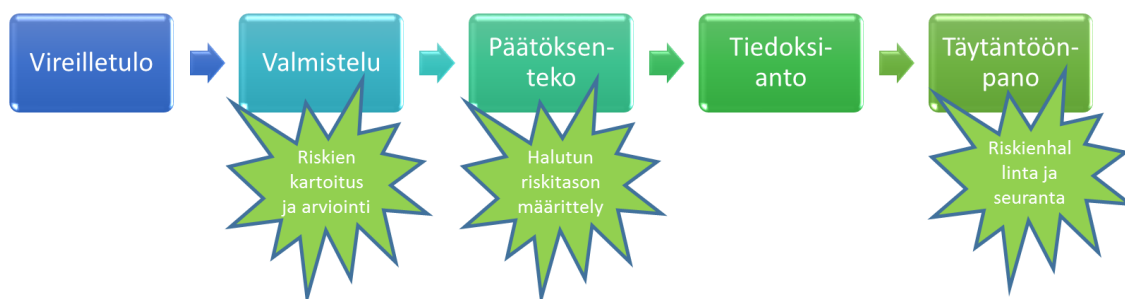 Vireilletulo
Valmistelu
Päätöksen-
teko
Tiedoksi-
anto
Täytäntöön-
pano
Riskien
kartoitus
ja arviointi
Halutun
riskitason
määrittely
Riskienhal
linta ja
seuranta